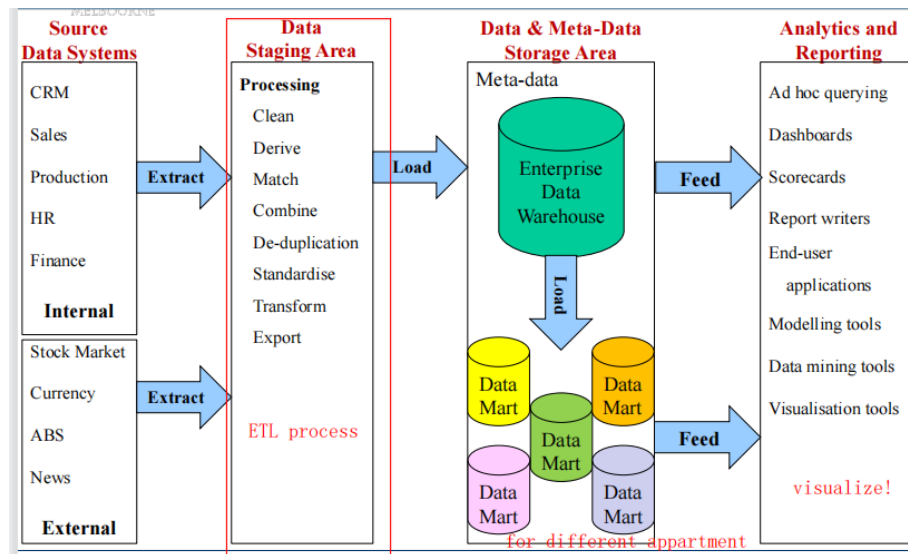 MELBOURNE
Source
Data Systems
CRM
Sales
Production
HR
Finance
Internal
Stock Market
Currency
ABS
News
External
Extract
Extract
Data
Staging Area
Processing
Clean
Derive
Match
Combine
De-duplication
Standardise
Transform
Export
ETL process
Load
Data & Meta-Data
Storage Area
Meta-data
Enterprise
Data
Warehouse
Load
Data
Mart
Data
Mart
Data
Mart
Data
Mart
Data
Mart
for different appartment
Feed
Feed
Analytics and
Reporting
Ad hoc querying
Dashboards
Scorecards
Report writers
End-user
applications
Modelling tools
Data mining tools
Visualisation tools
visualize!